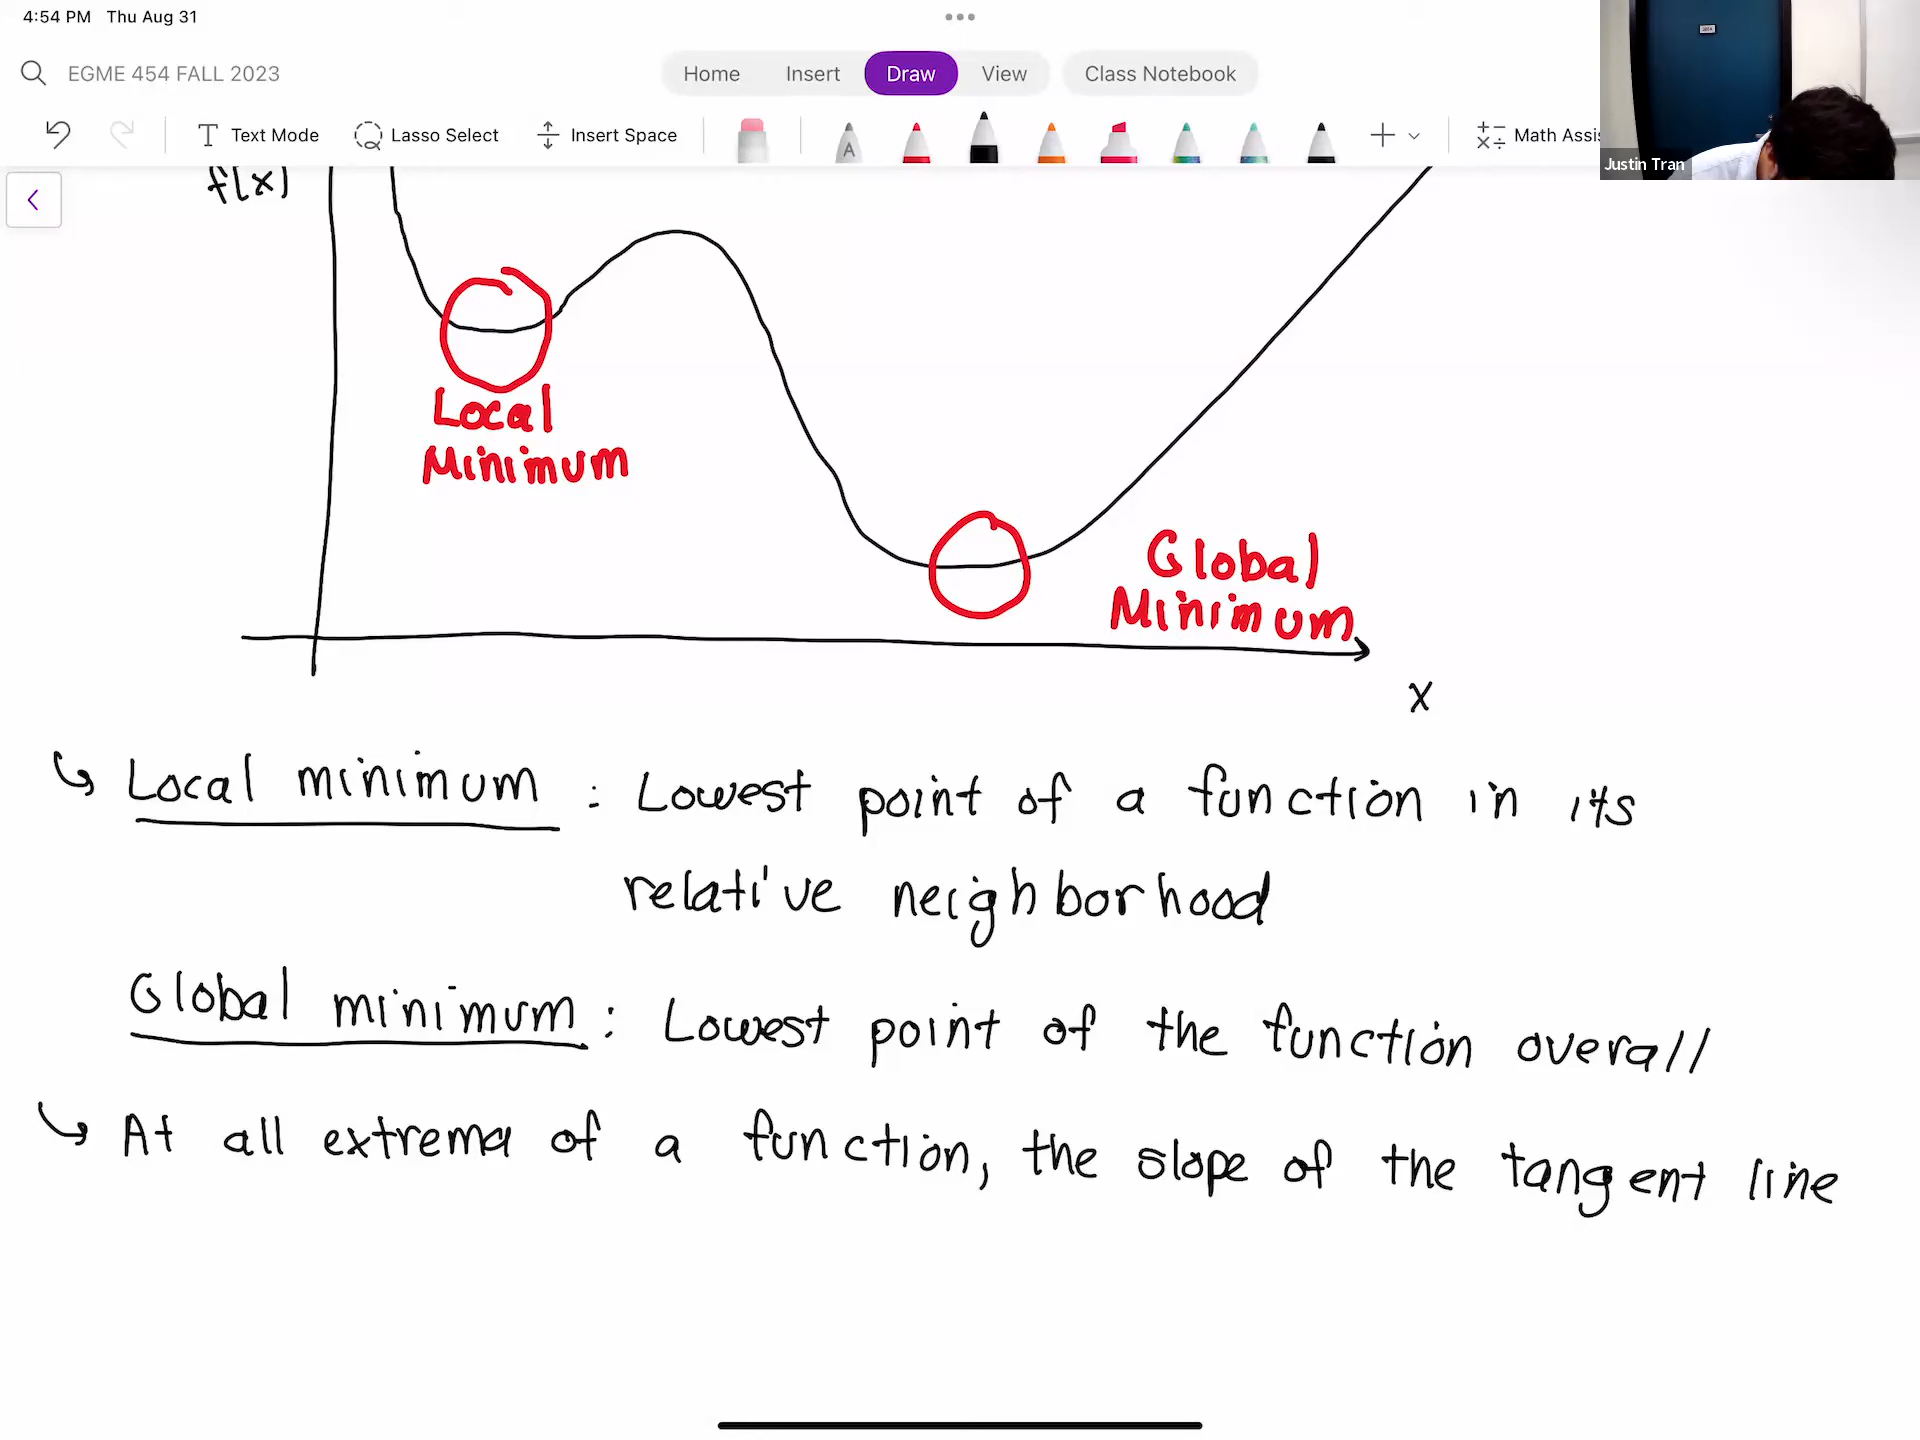 4:54 PM Thu Aug 31
EGME 454 FALL 2023
Home Insert Draw View Class Notebook
Text Mode Lasso Select Insert Space A Math Assi
Justin Tran
f(x)
Local
Minimum
Global
Minimum
x
Local minimum : Lowest point of a function in its
relative neighborhood
Global minimum : Lowest point of the function overall
At all extrema of a function, the slope of the tangent line